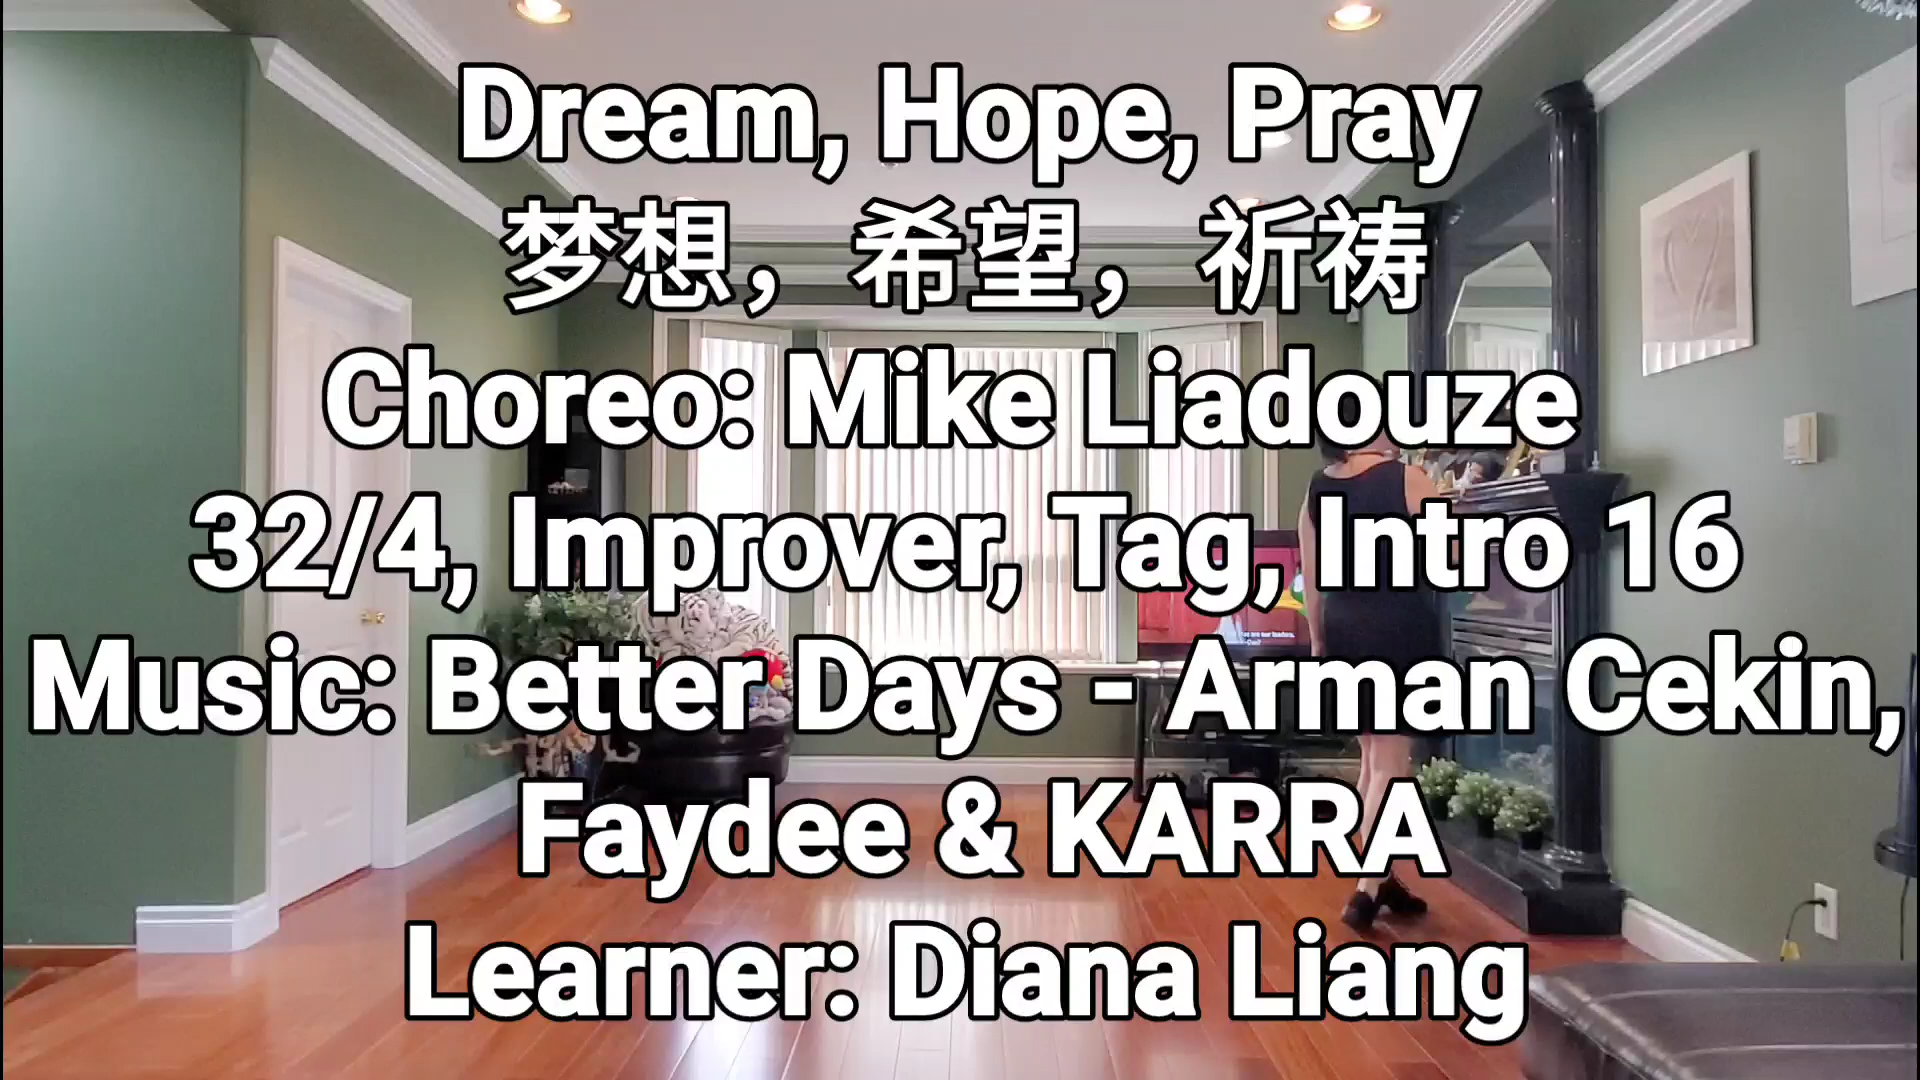 Dream, Hope, Pray
梦想，希望，祈祷
Choreo: Mike Liadouze
32/4, Improver, Tag, Intro 16
Music: Better Days - Arman Cekin,
Faydee & KARRA
Learner: Diana Liang